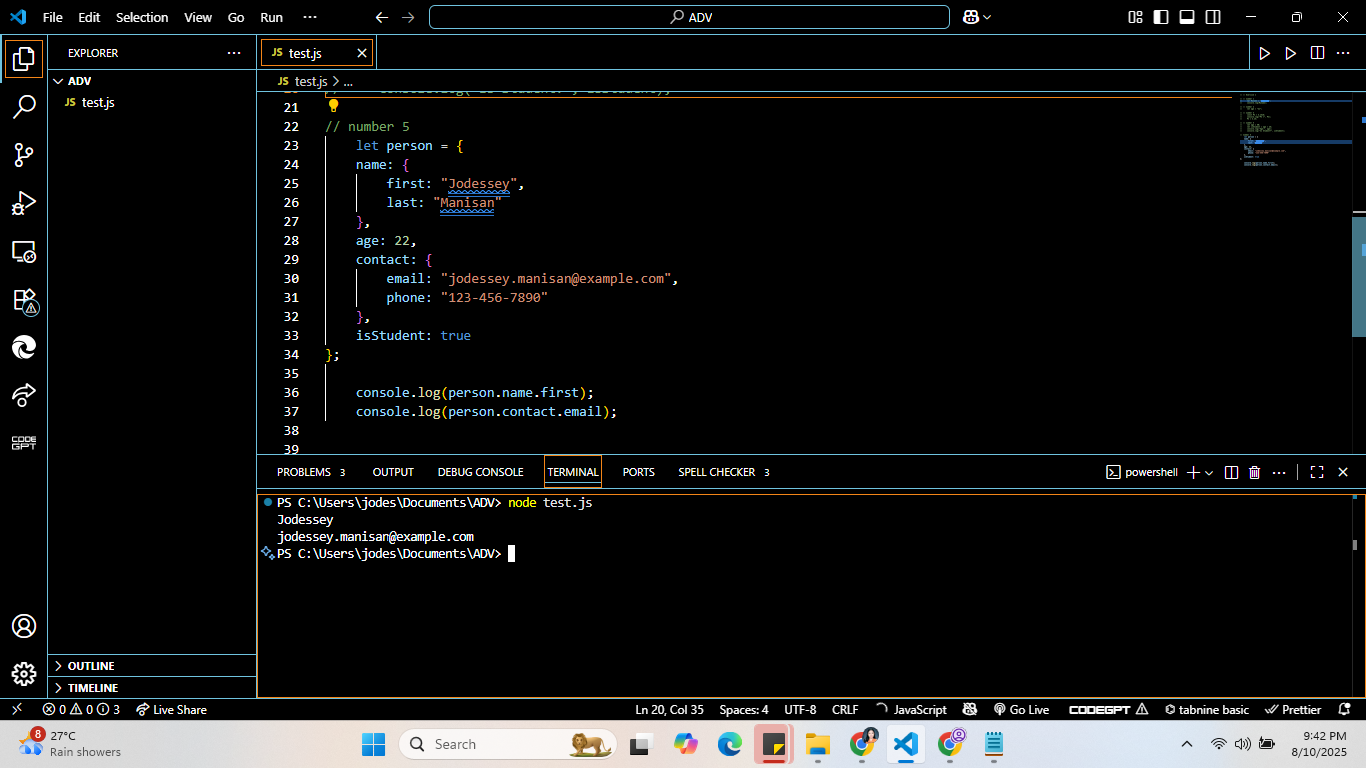 File Edit Selection View Go Run ··· ADV
EXPLORER ···
JS test.js
ADV
JS test.js > ...
JS test.js
21
22 // number 5
23 let person = {
24 name: {
25 first: "Jodessey",
26 last: "Manisan"
27 },
28 age: 22,
29 contact: {
30 email: "jodessey.manisan@example.com",
31 phone: "123-456-7890"
32 },
33 isStudent: true
34 };
35
36 console.log(person.name.first);
37 console.log(person.contact.email);
38
39
CODE
GPT
PROBLEMS 3 OUTPUT DEBUG CONSOLE TERMINAL PORTS SPELL CHECKER 3 powershell
PS C:\Users\jodes\Documents\ADV> node test.js
Jodessey
jodessey.manisan@example.com
PS C:\Users\jodes\Documents\ADV>
OUTLINE
TIMELINE
0 0 3 Live Share Ln 20, Col 35 Spaces: 4 UTF-8 CRLF JavaScript Go Live CODEGPT tabnine basic Prettier
8 27°C
Rain showers
Search
9:42 PM
8/10/2025